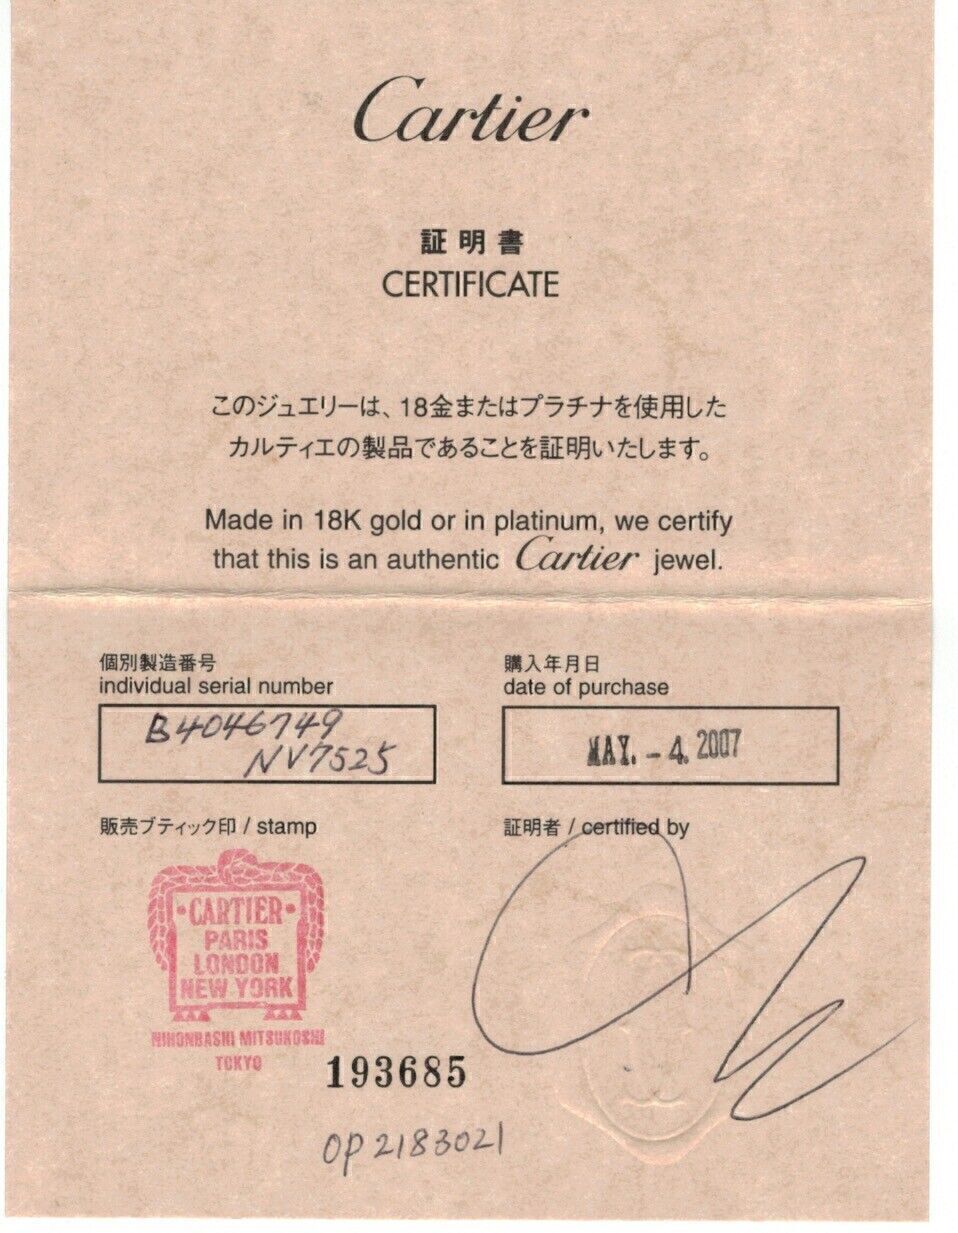 Cartier
証明書
CERTIFICATE
このジュエリーは、18金またはプラチナを使用した
カルティエの製品であることを証明いたします。
Made in 18K gold or in platinum, we certify
that this is an authentic Cartier jewel.
個別製造番号
individual serial number
B4046749
NV7525
購入年月日
date of purchase
MAY. - 4. 2007
販売ブティック印 / stamp
証明者 / certified by
• CARTIER •
PARIS
LONDON
NEW YORK
NIHONBASHI MITSUKOSHI
TOKYO
193685
OP2183021